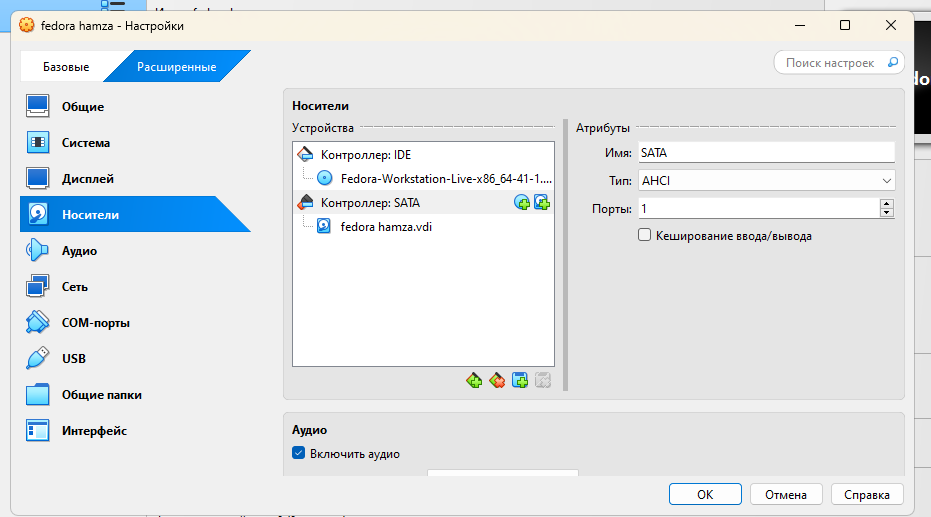 fedora hamza - Настройки
Базовые
Расширенные
Поиск настроек
Общие
Система
Дисплей
Носители
Аудио
Сеть
COM-порты
USB
Общие папки
Интерфейс
Носители
Устройства
Контроллер: IDE
Fedora-Workstation-Live-x86_64-41-1....
Контроллер: SATA
fedora hamza.vdi
Атрибуты
Имя: SATA
Тип: AHCI
Порты: 1
Кеширование ввода/вывода
Аудио
Включить аудио
OK
Отмена
Справка